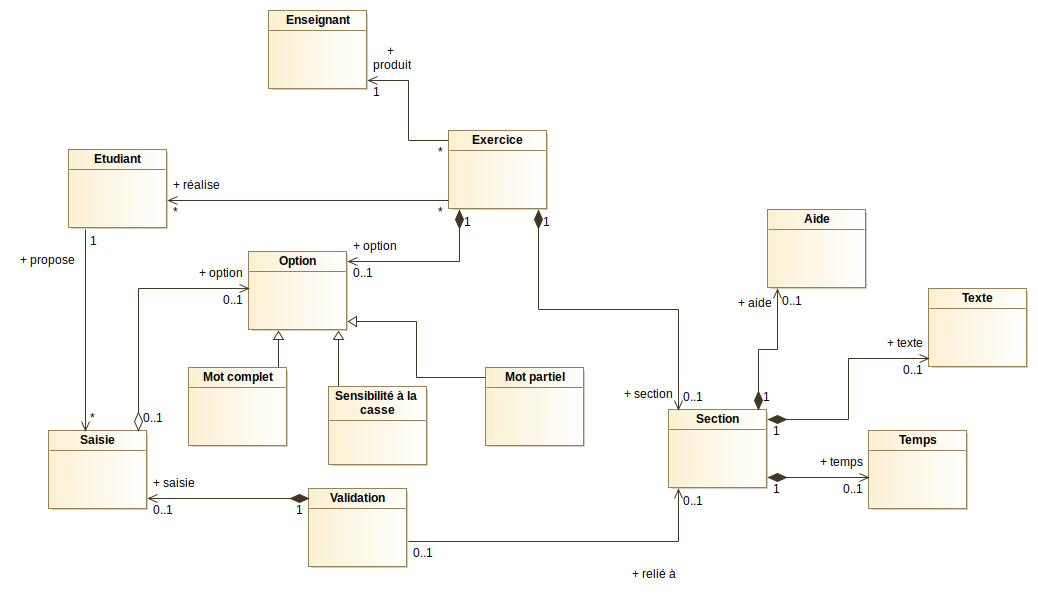 Enseignant
+
produit
1
Exercice
*
Etudiant
+ réalise
*
*
1
1
1
+ propose
Aide
+ option
0..1
Option
+ option
0..1
+ aide
0..1
Texte
+ texte
0..1
Mot complet
Sensibilité à la
casse
Mot partiel
+ section
0..1
1
*
0..1
Saisie
Section
1
Temps
+ temps
0..1
1
+ saisie
0..1
1
Validation
0..1
0..1
+ relié à